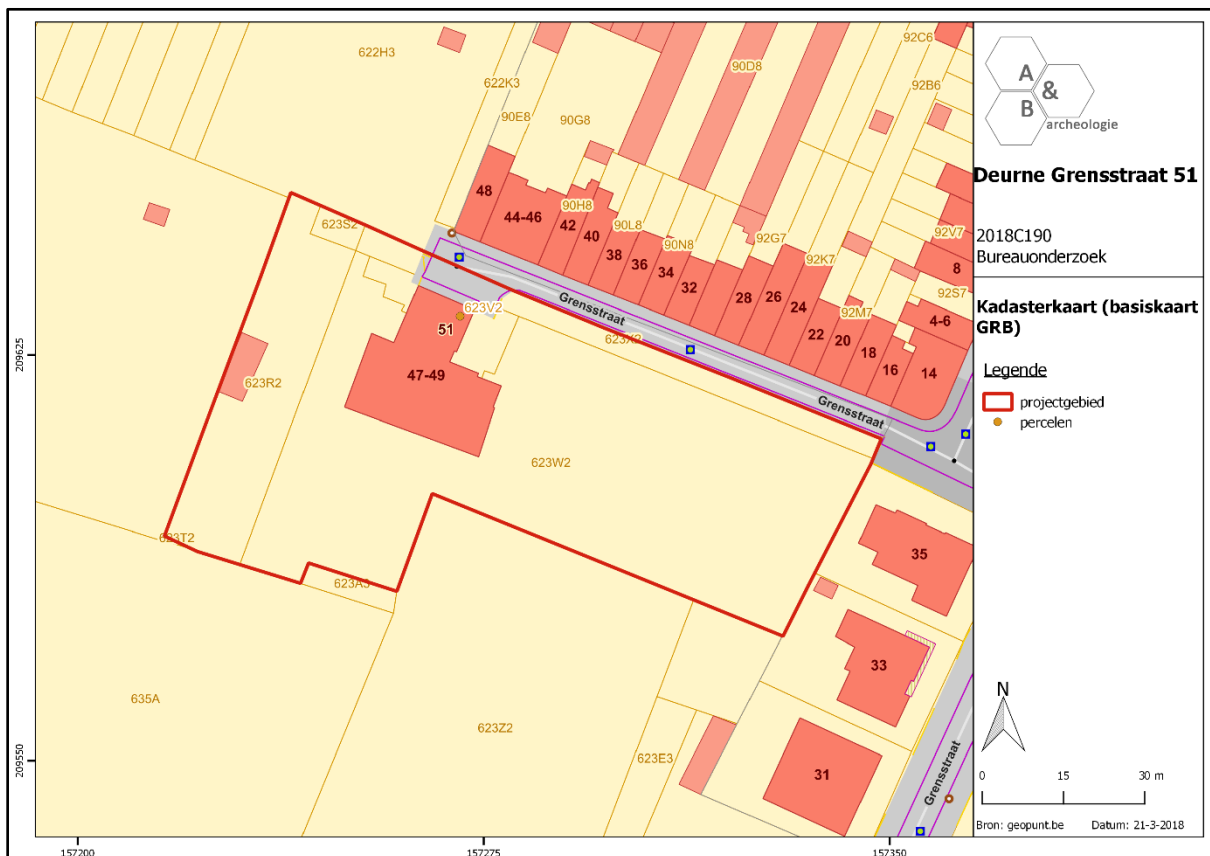 622H3
622K3
90E8
90G8
90D8
92C6
92B6
48
44-46
42
40
38
36
34
32
28
26
24
22
20
18
16
14
8
4-6
90H8
90L8
90N8
92G7
92K7
92M7
92V7
92S7
623S2
623V2
623X2
Grensstraat
Grensstraat
51
47-49
623R2
623W2
623T2
623A3
635A
623Z2
623E3
35
33
31
Grensstraat
209625
209550
157200
157275
157350
A
&
B
archeologie
Deurne Grensstraat 51
2018C190
Bureauonderzoek
Kadasterkaart (basiskaart
GRB)
Legende
projectgebied
percelen
N
0 15 30 m
Bron: geopunt.be Datum: 21-3-2018